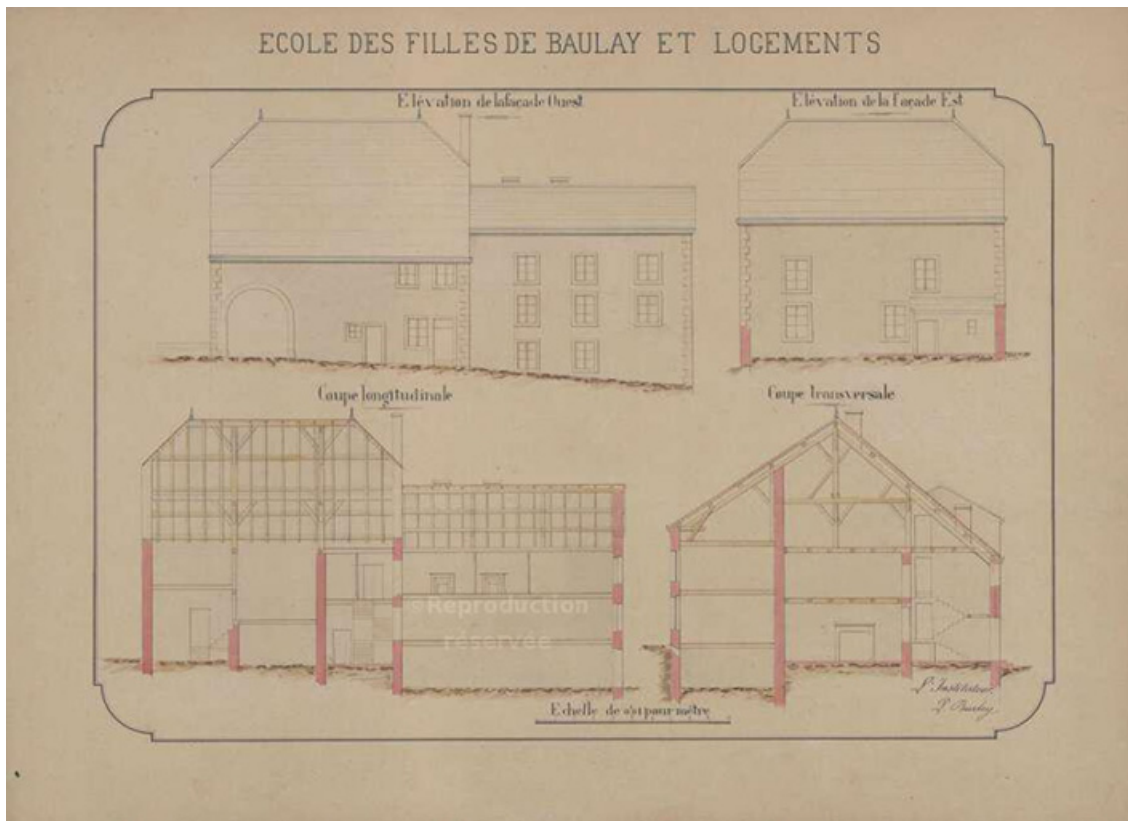 ECOLE DES FILLES DE BAULAY ET LOGEMENTS
Elévation de la façade Ouest
Elévation de la façade Est
Coupe longitudinale
Coupe transversale
©Reproduction
réservée
Echelle de 0,01 pour mètre
L'Instituteur